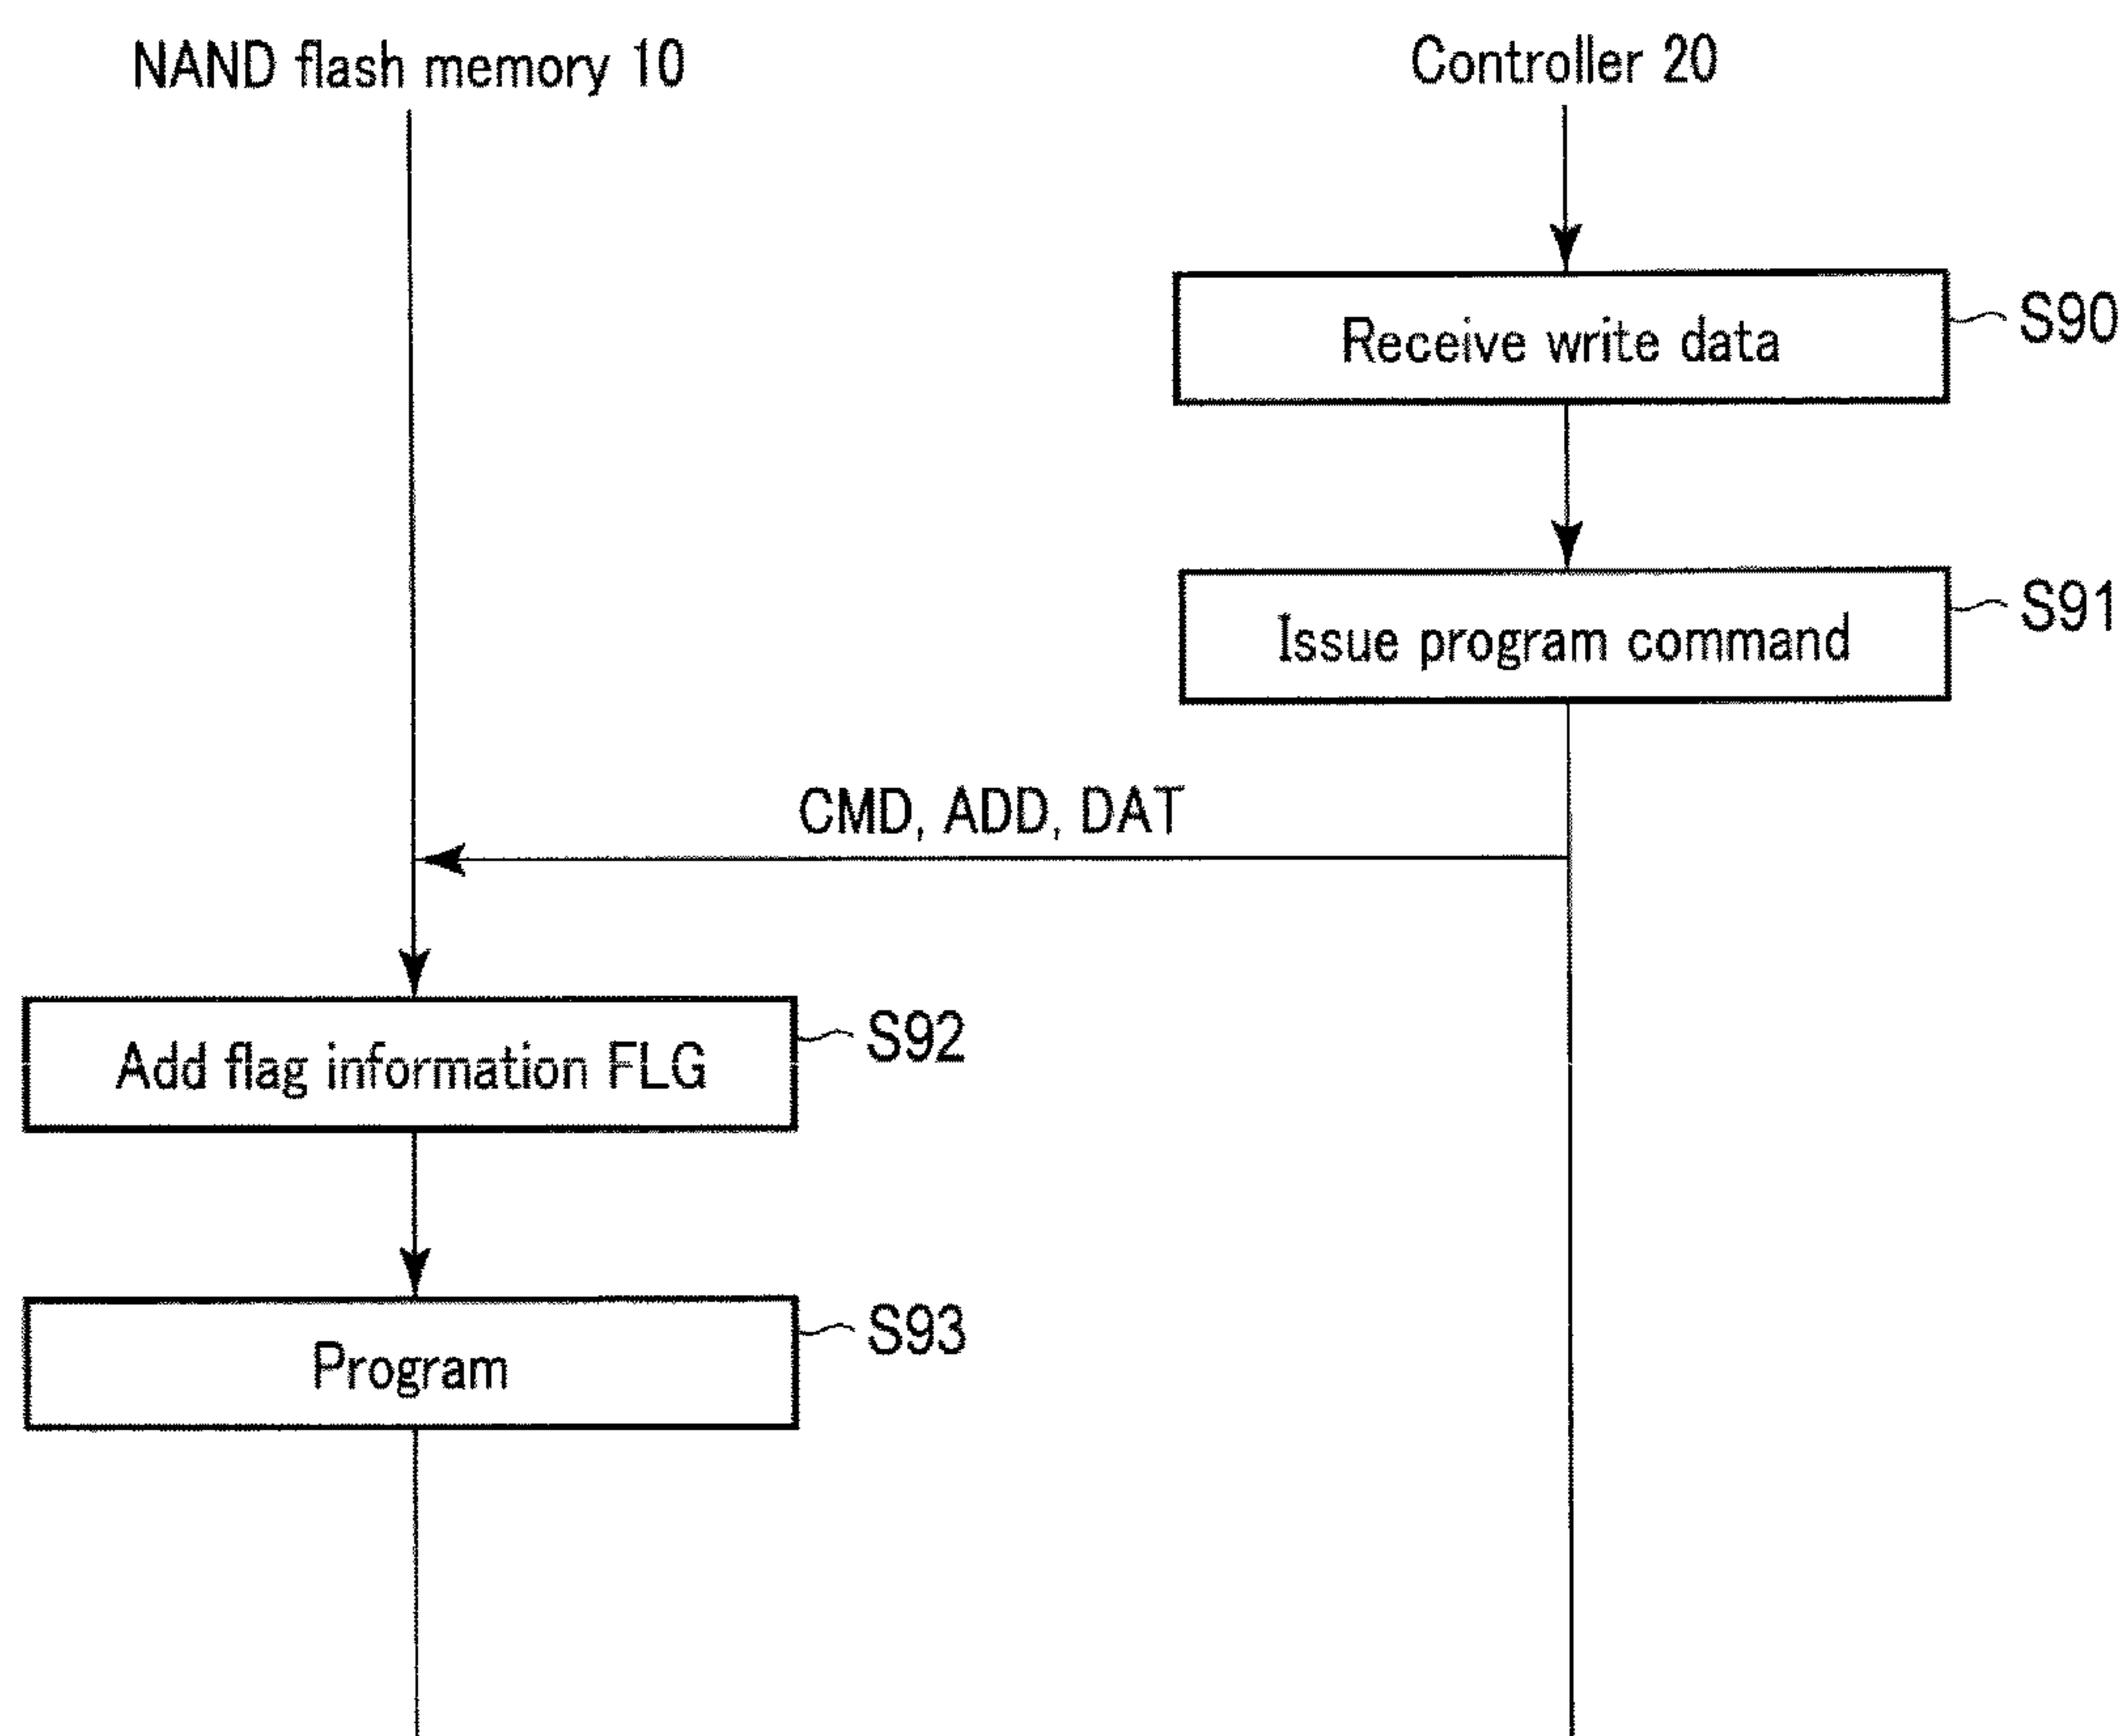 NAND flash memory 10
Controller 20
Receive write data
S90
Issue program command
S91
CMD, ADD, DAT
Add flag information FLG
S92
Program
S93